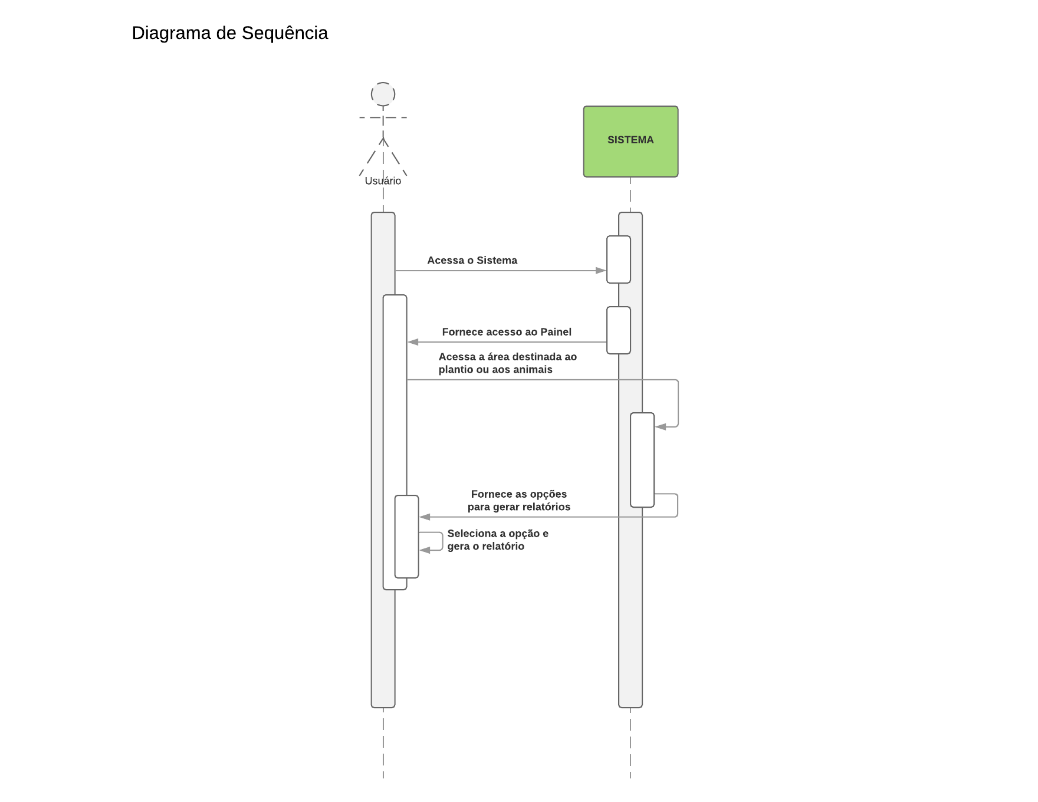 Diagrama de Sequência
SISTEMA
Usuário
Acessa o Sistema
Fornece acesso ao Painel
Acessa a área destinada ao
plantio ou aos animais
Fornece as opções
para gerar relatórios
Seleciona a opção e
gera o relatório